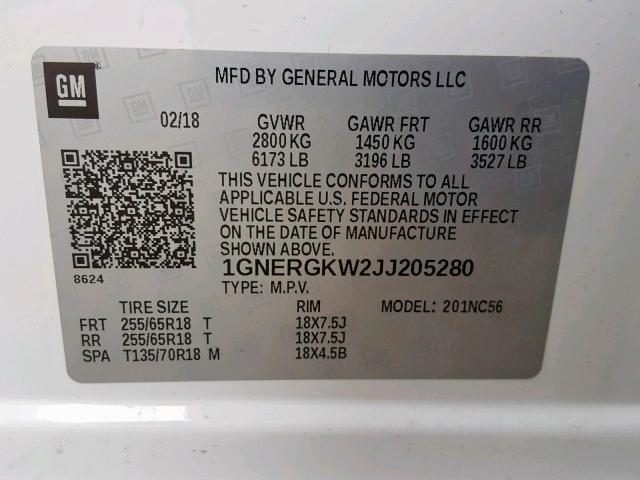 GM
MFD BY GENERAL MOTORS LLC
02/18 GVWR GAWR FRT GAWR RR
2800 KG 1450 KG 1600 KG
6173 LB 3196 LB 3527 LB
THIS VEHICLE CONFORMS TO ALL
APPLICABLE U.S. FEDERAL MOTOR
VEHICLE SAFETY STANDARDS IN EFFECT
ON THE DATE OF MANUFACTURE
SHOWN ABOVE.
8624
1GNERGKW2JJ205280
TYPE: M.P.V.
TIRE SIZE RIM MODEL: 201NC56
FRT 255/65R18 T 18X7.5J
RR 255/65R18 T 18X7.5J
SPA T135/70R18 M 18X4.5B